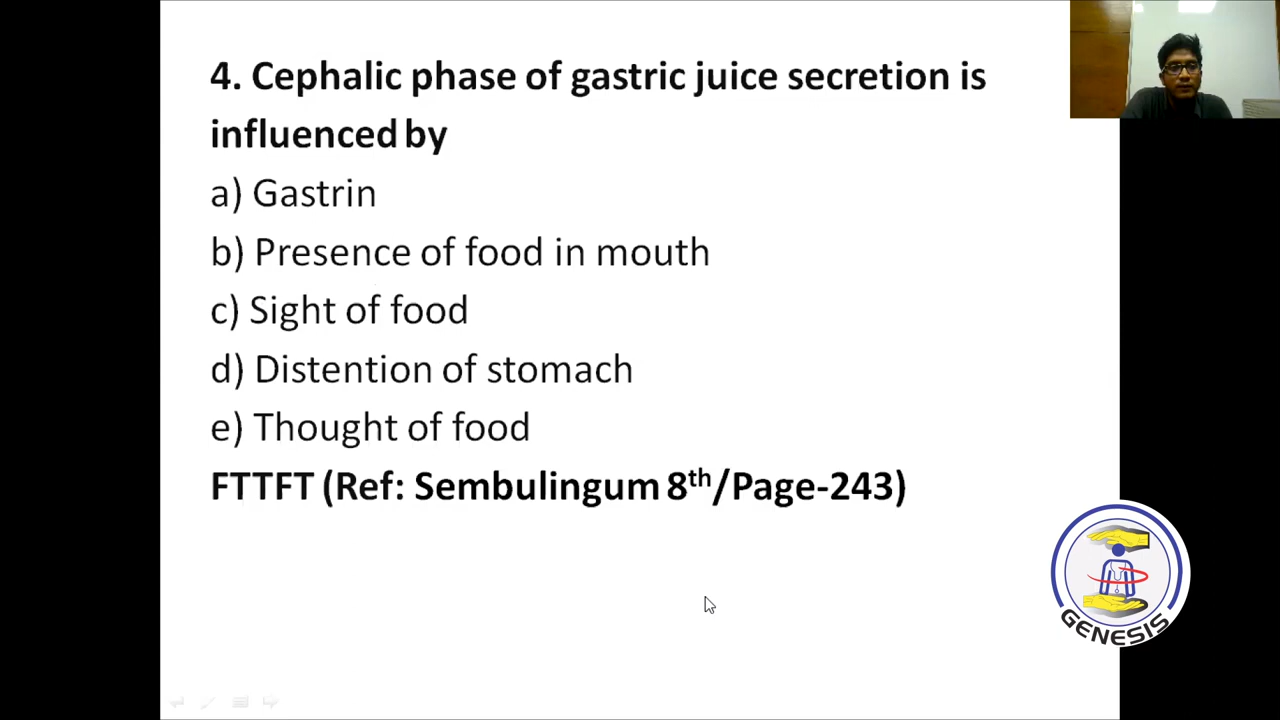 4. Cephalic phase of gastric juice secretion is
influenced by
a) Gastrin
b) Presence of food in mouth
c) Sight of food
d) Distention of stomach
e) Thought of food
FTTFT (Ref: Sembulingum 8th/Page-243)
GENESIS